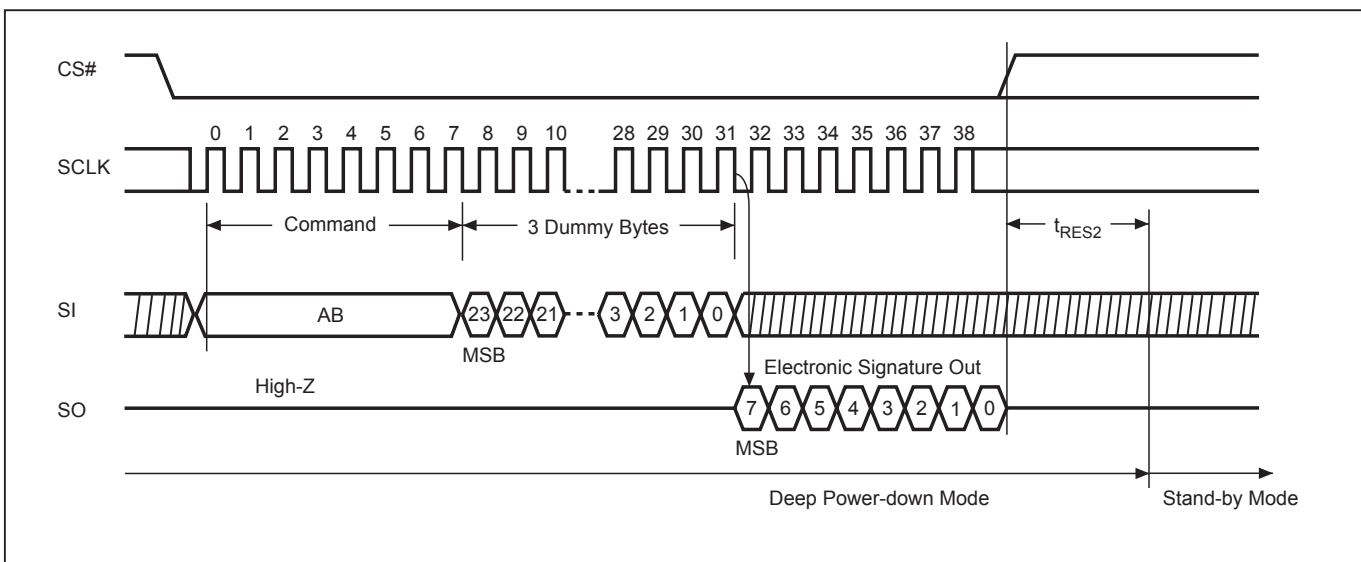 CS#
0 1 2 3 4 5 6 7 8 9 10 28 29 30 31 32 33 34 35 36 37 38
SCLK
Command
3 Dummy Bytes
tRES2
SI
AB
23 22 21 3 2 1 0
MSB
Electronic Signature Out
High-Z
SO
7 6 5 4 3 2 1 0
MSB
Deep Power-down Mode
Stand-by Mode